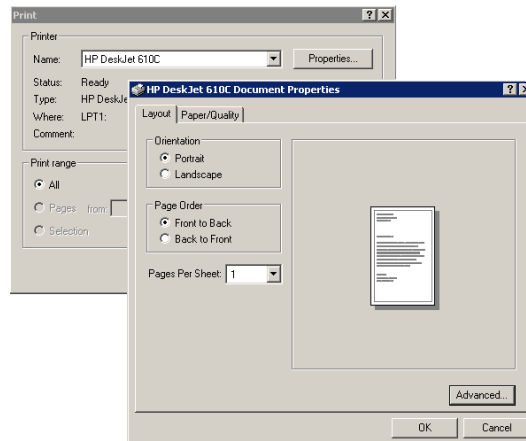 Print
Printer
Name: HP DeskJet 610C Properties...
Status: Ready
Type:
Where: LPT1:
Comment:
Print range
All
Pages from:
Selection
HP DeskJet 610C Document Properties
Layout Paper/Quality
Orientation
Portrait
Landscape
Page Order
Front to Back
Back to Front
Pages Per Sheet: 1
Advanced...
OK Cancel